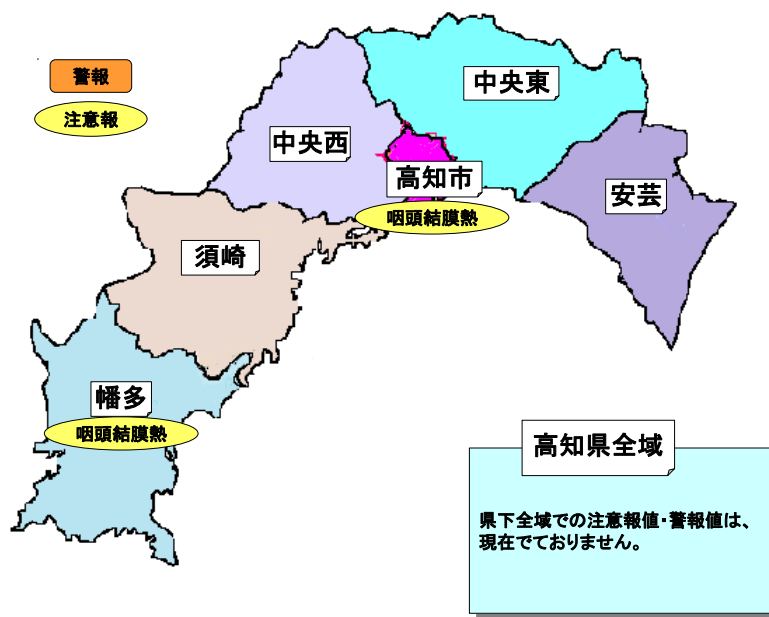 警報
注意報
中央東
中央西
高知市
咽頭結膜熱
安芸
須崎
幡多
咽頭結膜熱
高知県全域
県下全域での注意報値・警報値は、
現在でておりません。